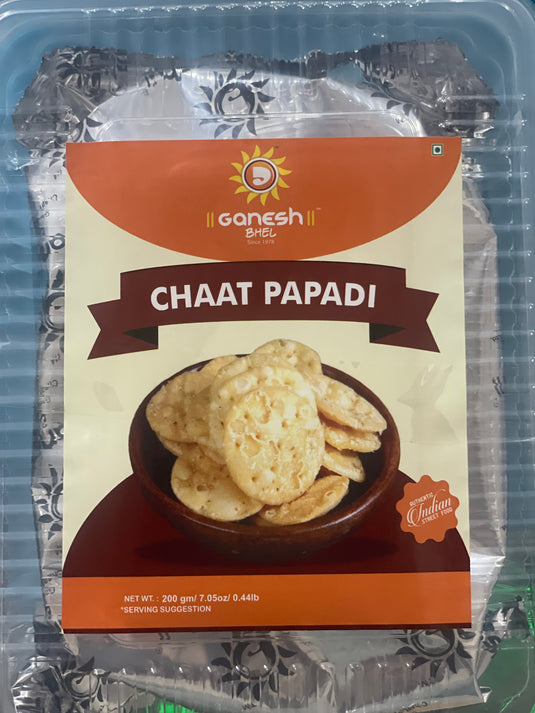 GANESH™
BHEL
Since 1978
CHAAT PAPADI
AUTHENTIC
Indian
STREET FOOD
NET WT. : 200 gm/ 7.05oz/ 0.44lb
*SERVING SUGGESTION